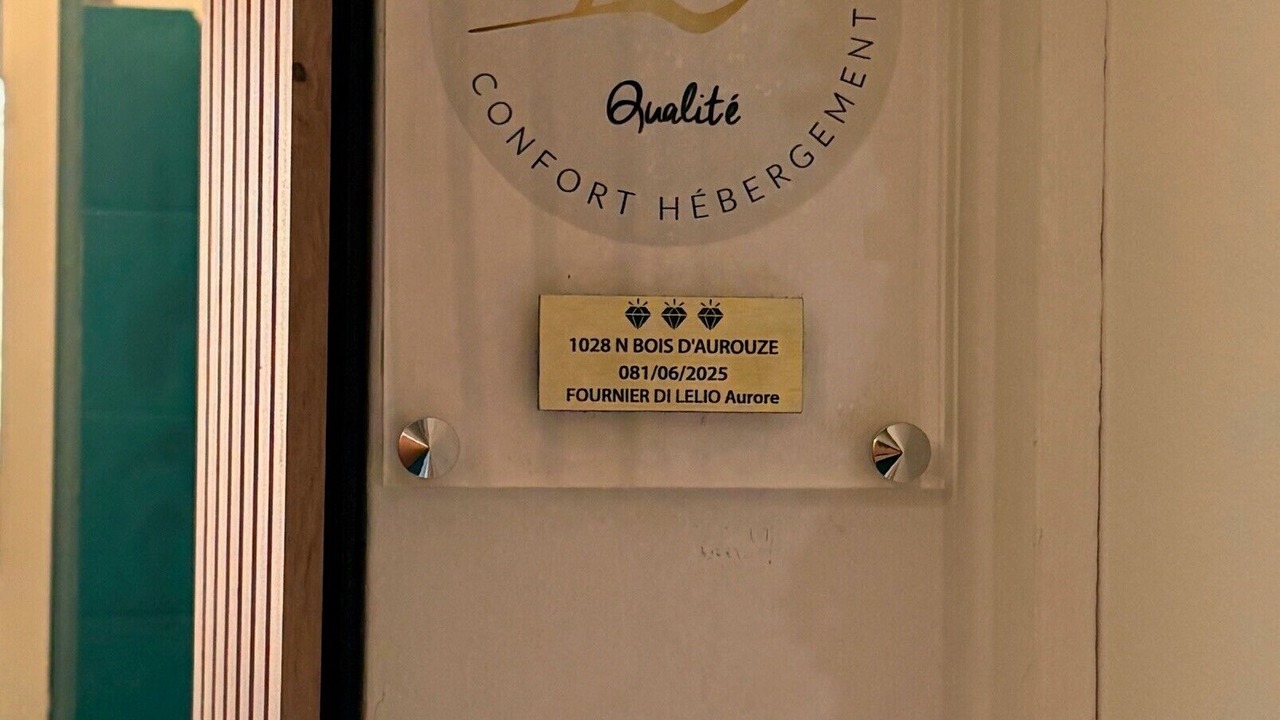 Qualité
CONFORT HÉBERGEMENT
1028 N BOIS D'AUROUZE
081/06/2025
FOURNIER DI LELIO Aurore